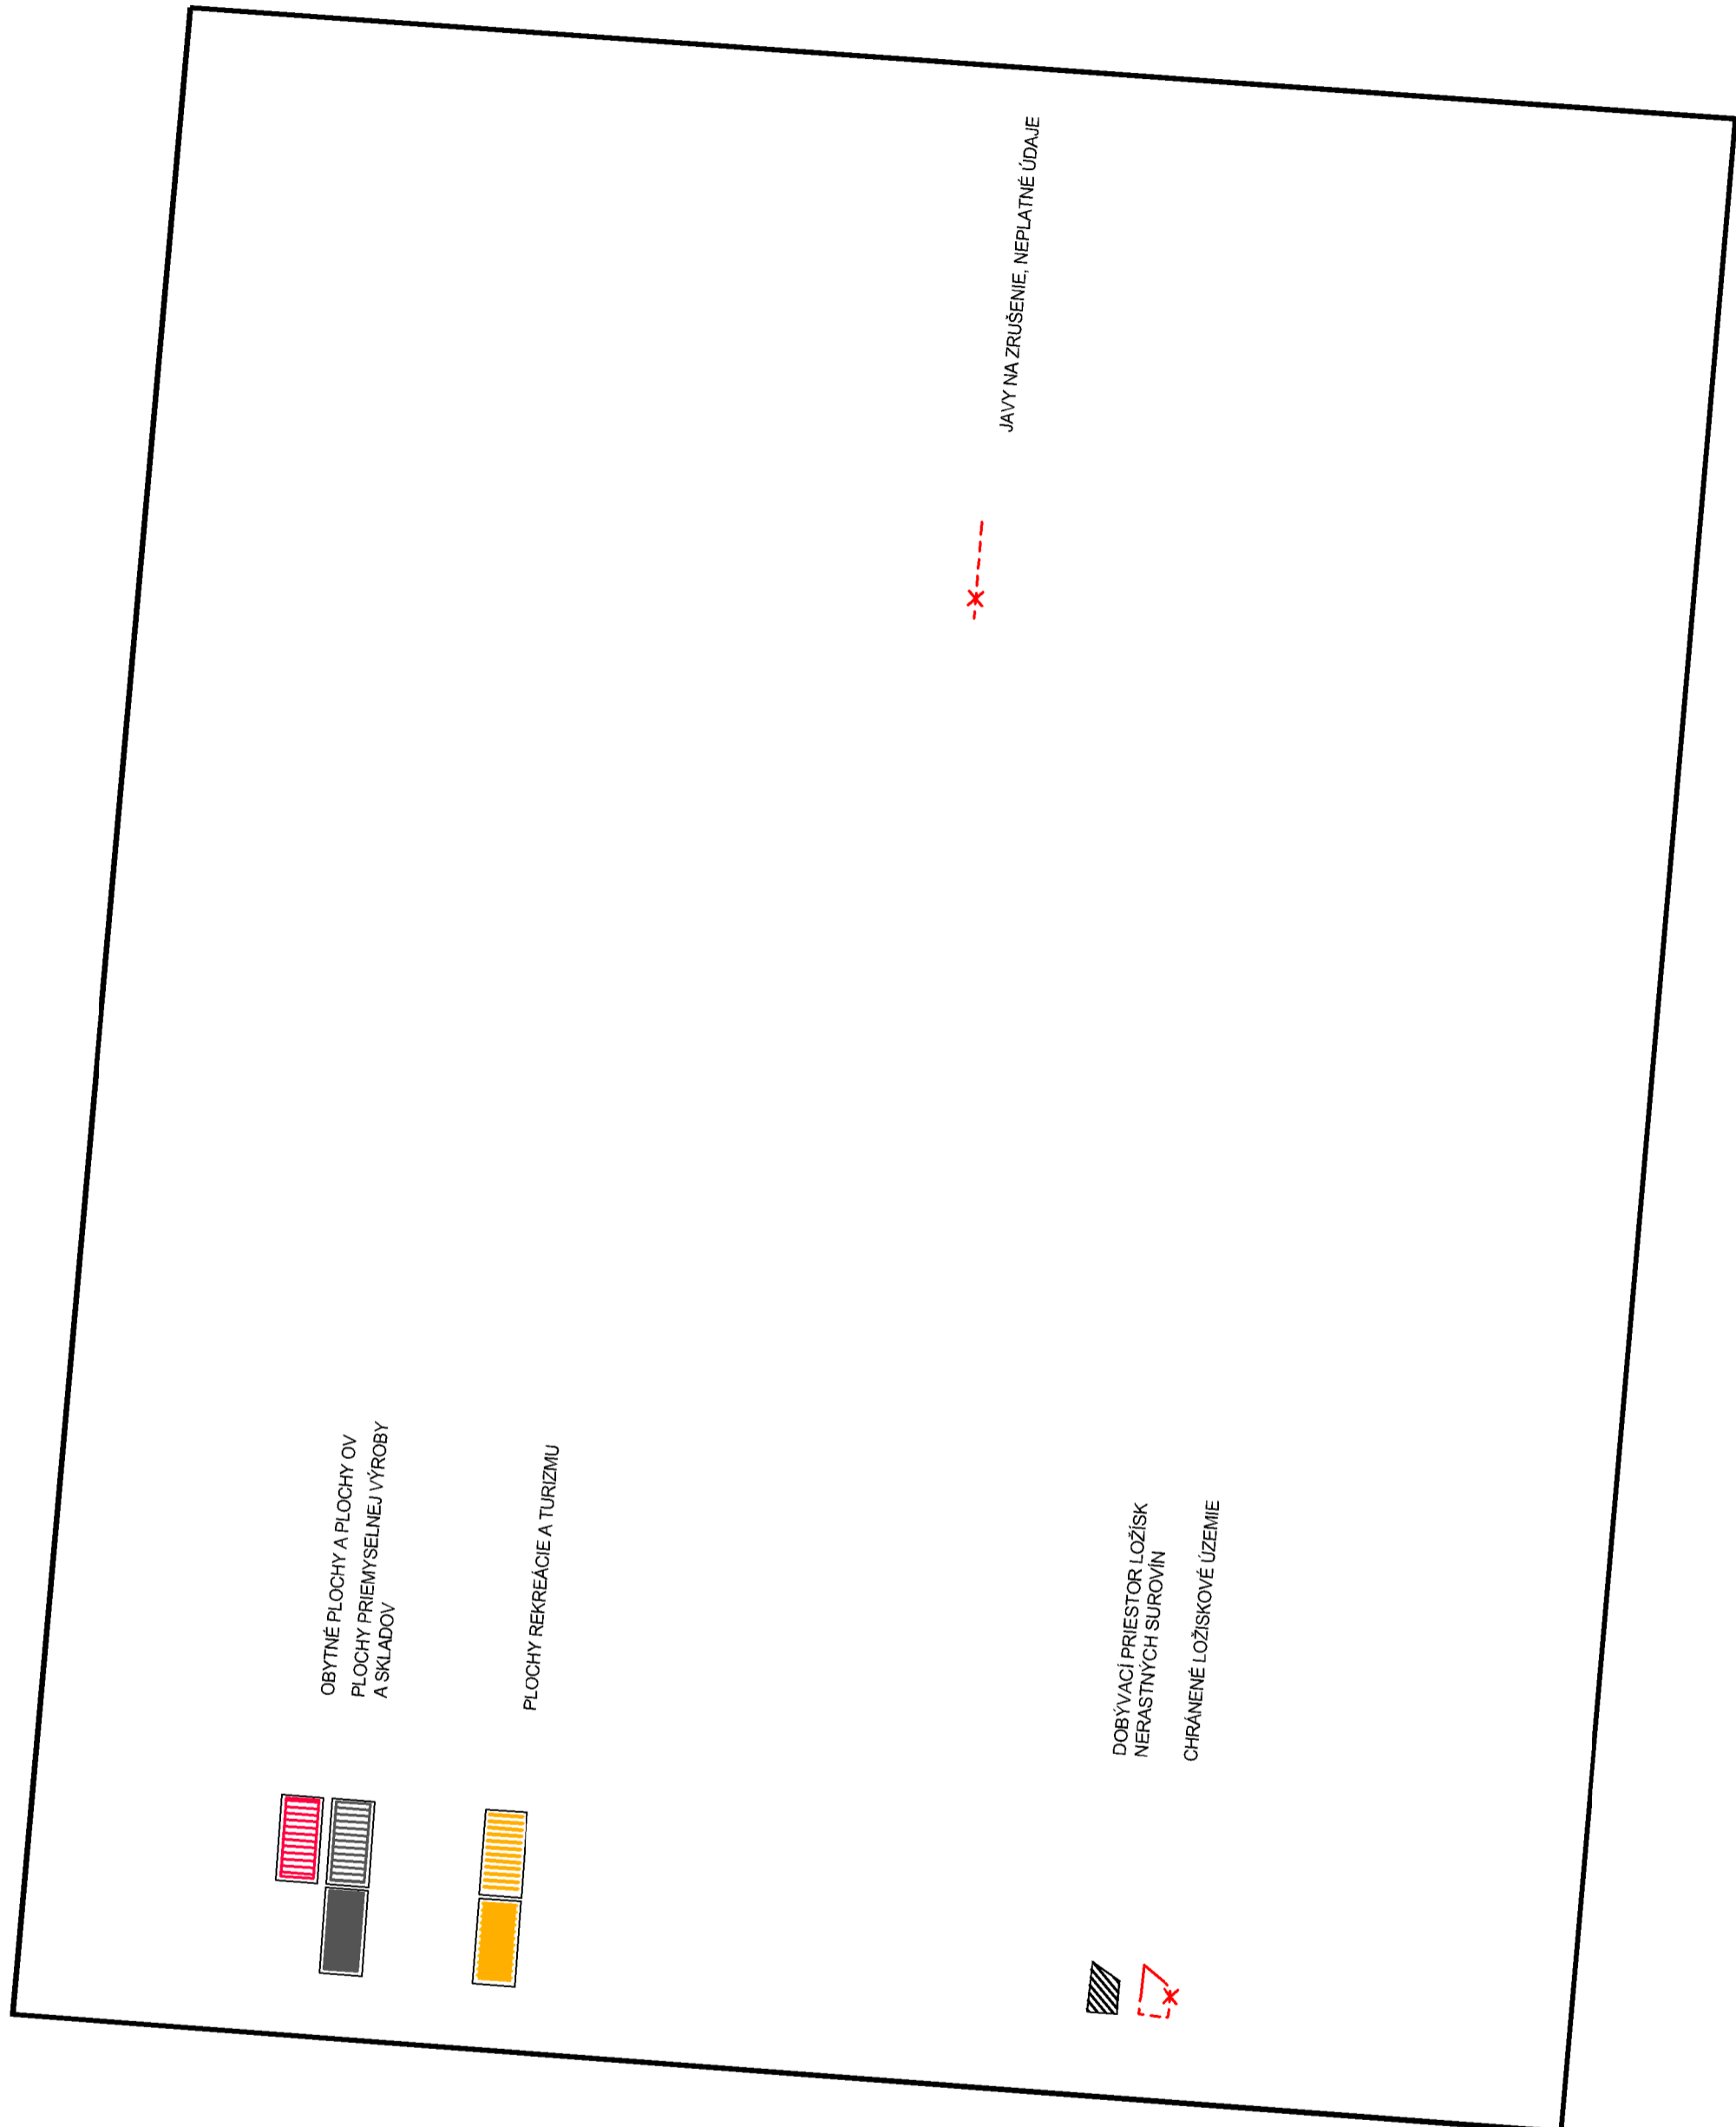 OBYTNÉ PLOCHY A PLOCHY OV
PLOCHY PRIEMYSELNEJ VÝROBY
A SKLADOV
PLOCHY REKREÁCIE A TURIZMU
DOBÝVACÍ PRIESTOR LOŽÍSK
NERASTNÝCH SUROVÍN
CHRÁNENÉ LOŽISKOVÉ ÚZEMIE
JAVY NA ZRUŠENIE, NEPLATNÉ ÚDAJE